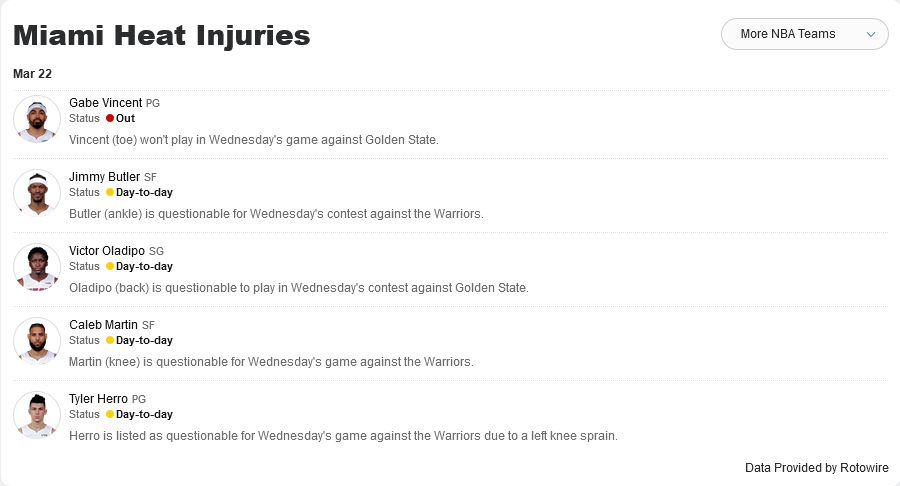 Miami Heat Injuries
More NBA Teams
Mar 22
Gabe Vincent PG
Status Out
Vincent (toe) won't play in Wednesday's game against Golden State.
Jimmy Butler SF
Status Day-to-day
Butler (ankle) is questionable for Wednesday's contest against the Warriors.
Victor Oladipo SG
Status Day-to-day
Oladipo (back) is questionable to play in Wednesday's contest against Golden State.
Caleb Martin SF
Status Day-to-day
Martin (knee) is questionable for Wednesday's game against the Warriors.
Tyler Herro PG
Status Day-to-day
Herro is listed as questionable for Wednesday's game against the Warriors due to a left knee sprain.
Data Provided by Rotowire